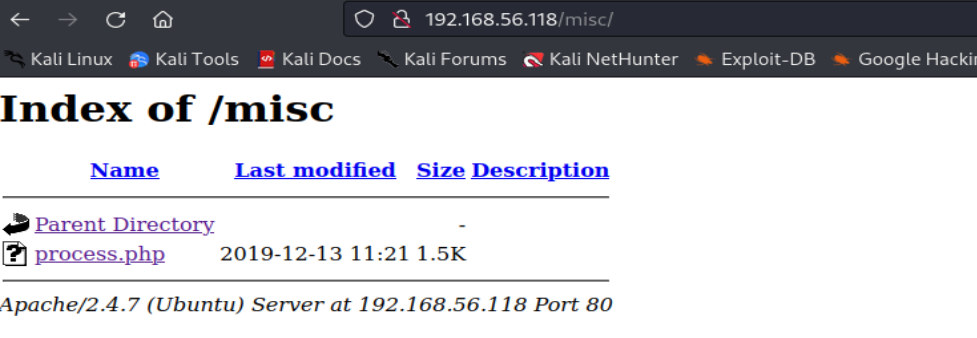 192.168.56.118/misc/
Kali Linux Kali Tools Kali Docs Kali Forums Kali NetHunter Exploit-DB Google Hackin
Index of /misc
Name Last modified Size Description
Parent Directory -
process.php 2019-12-13 11:21 1.5K
Apache/2.4.7 (Ubuntu) Server at 192.168.56.118 Port 80